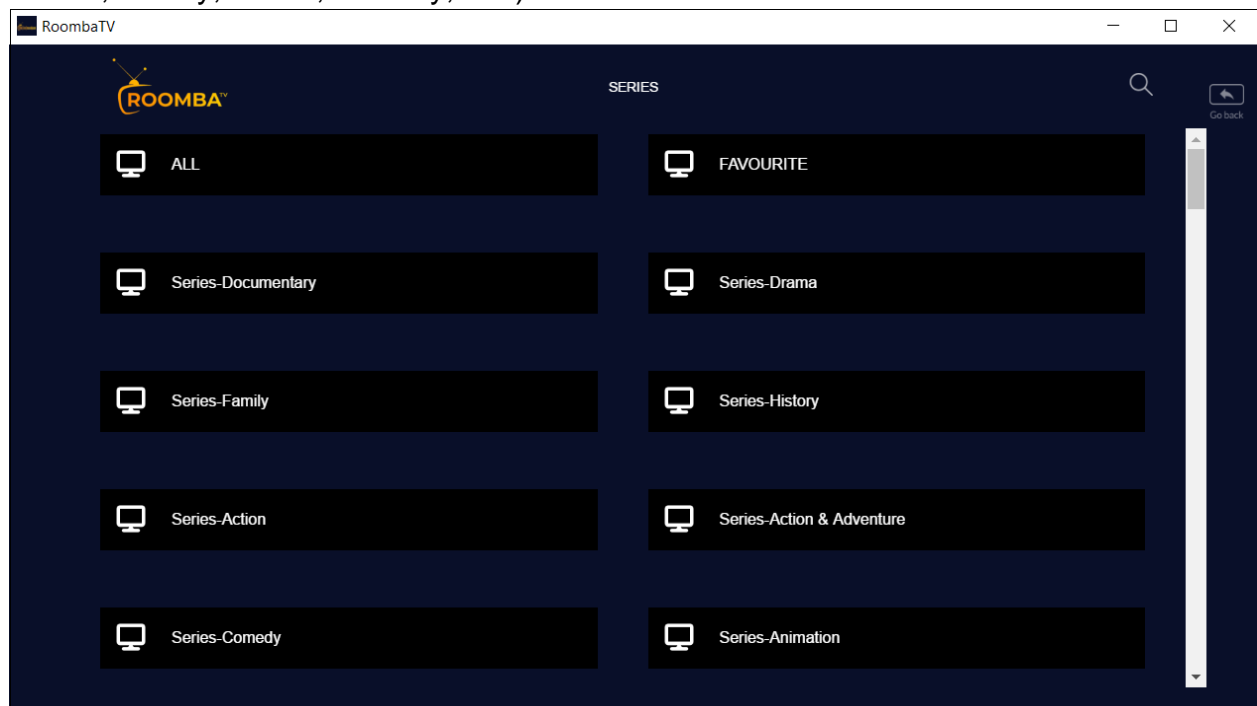 RoombaTV
ROOMBA TV
SERIES
Go back
ALL
FAVOURITE
Series-Documentary
Series-Drama
Series-Family
Series-History
Series-Action
Series-Action & Adventure
Series-Comedy
Series-Animation